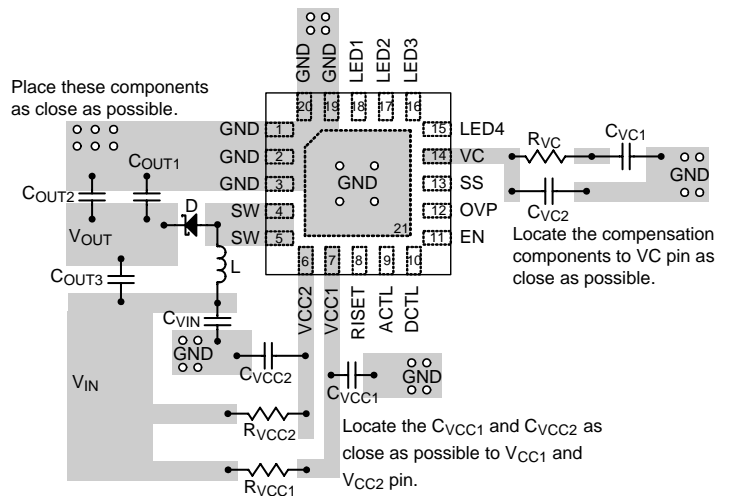 GND
GND
LED1
LED2
LED3
Place these components
as close as possible.
20
19
18
17
16
GND 1
GND 2
GND 3
SW 4
SW 5
15 LED4
14 VC
13 SS
12 OVP
11 EN
GND
21
RVC
CVC1
CVC2
GND
Locate the compensation
components to VC pin as
close as possible.
COUT1
COUT2
D
VOUT
COUT3
L
6
7
8
9
10
VCC2
VCC1
RISET
ACTL
DCTL
CVIN
GND
CVCC2
VIN
CVCC1
GND
RVCC2
RVCC1
Locate the CVCC1 and CVCC2 as
close as possible to VCC1 and
VCC2 pin.